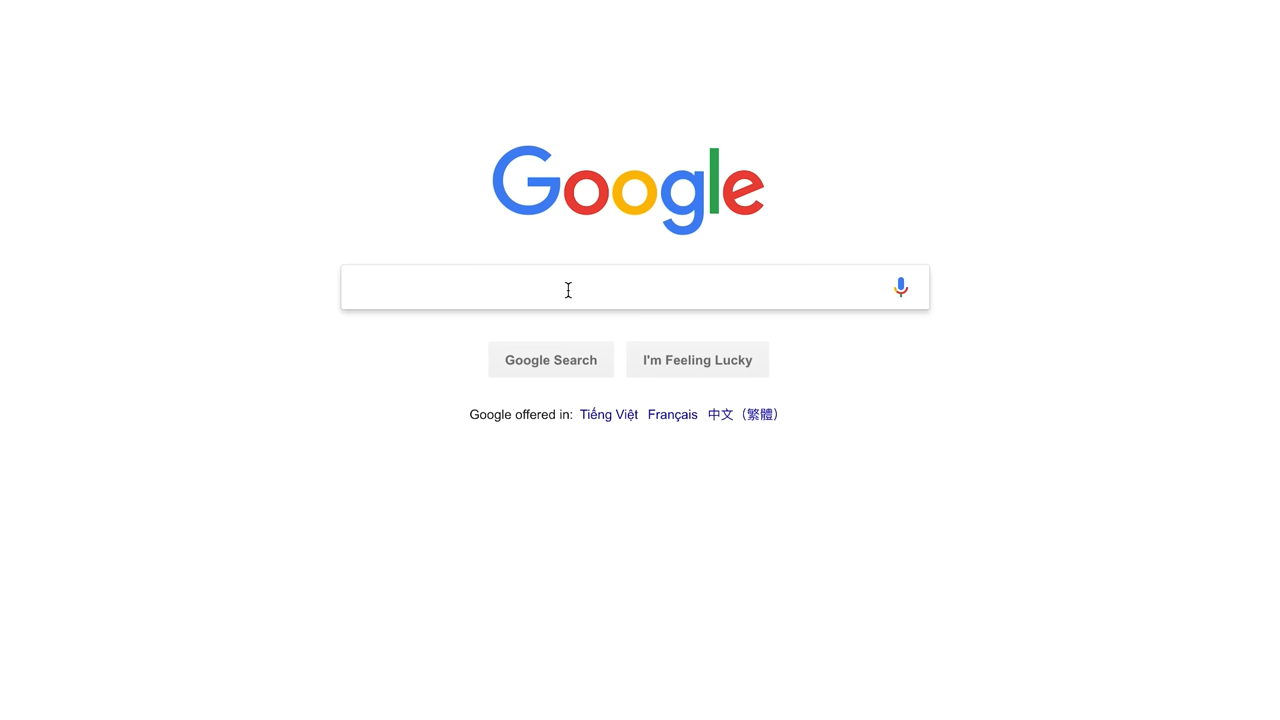 Google
Google Search I'm Feeling Lucky
Google offered in: Tiếng Việt Français 中文（繁體）